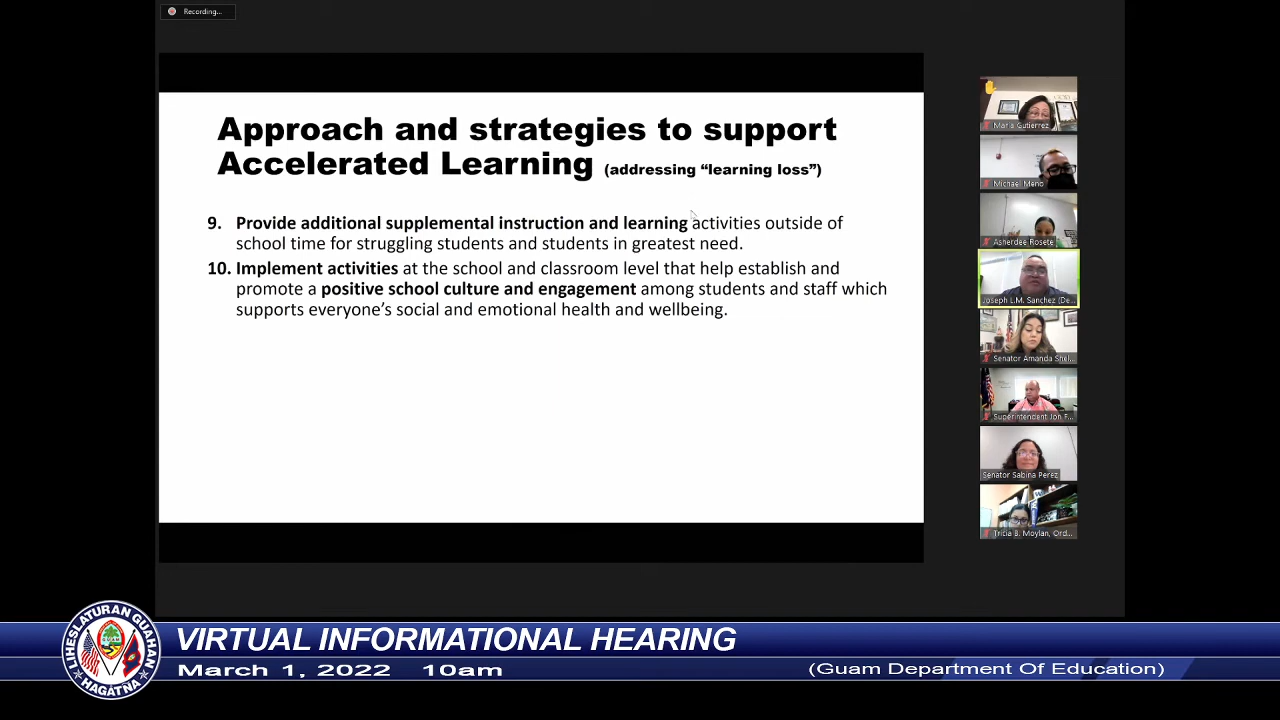 Recording...
Approach and strategies to support
Accelerated Learning (addressing “learning loss”)
9. Provide additional supplemental instruction and learning activities outside of
school time for struggling students and students in greatest need.
10. Implement activities at the school and classroom level that help establish and
promote a positive school culture and engagement among students and staff which
supports everyone’s social and emotional health and wellbeing.
Maria Gutierrez
Michael Meno
Asherdee Rosete
Joseph L.M. Sanchez (De...
Senator Amanda Shel...
Superintendent Jon F...
Senator Sabina Perez
Tricia B. Moylan, Ord...
LIHESLATURAN GUAHAN
HAGATNA
VIRTUAL INFORMATIONAL HEARING
March 1, 2022 10am
(Guam Department Of Education)